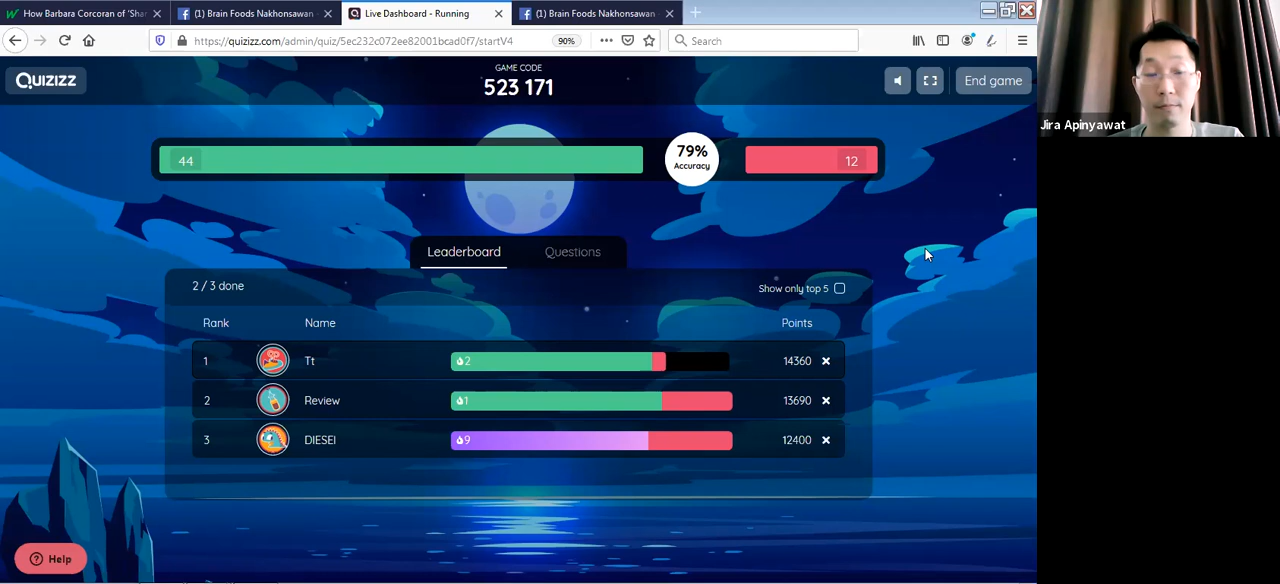 How Barbara Corcoran of 'Shar
(1) Brain Foods Nakhonsawan
Live Dashboard - Running
(1) Brain Foods Nakhonsawan
https://quizizz.com/admin/quiz/5ec232c072ee82001bcad0f7/startV4
90%
Search
Quizizz
GAME CODE
523 171
End game
Jira Apinyawat
44
79%
Accuracy
12
Leaderboard
Questions
2 / 3 done
Show only top 5
Rank Name Points
1 Tt 2 14360
2 Review 1 13690
3 DIESEl 9 12400
Help